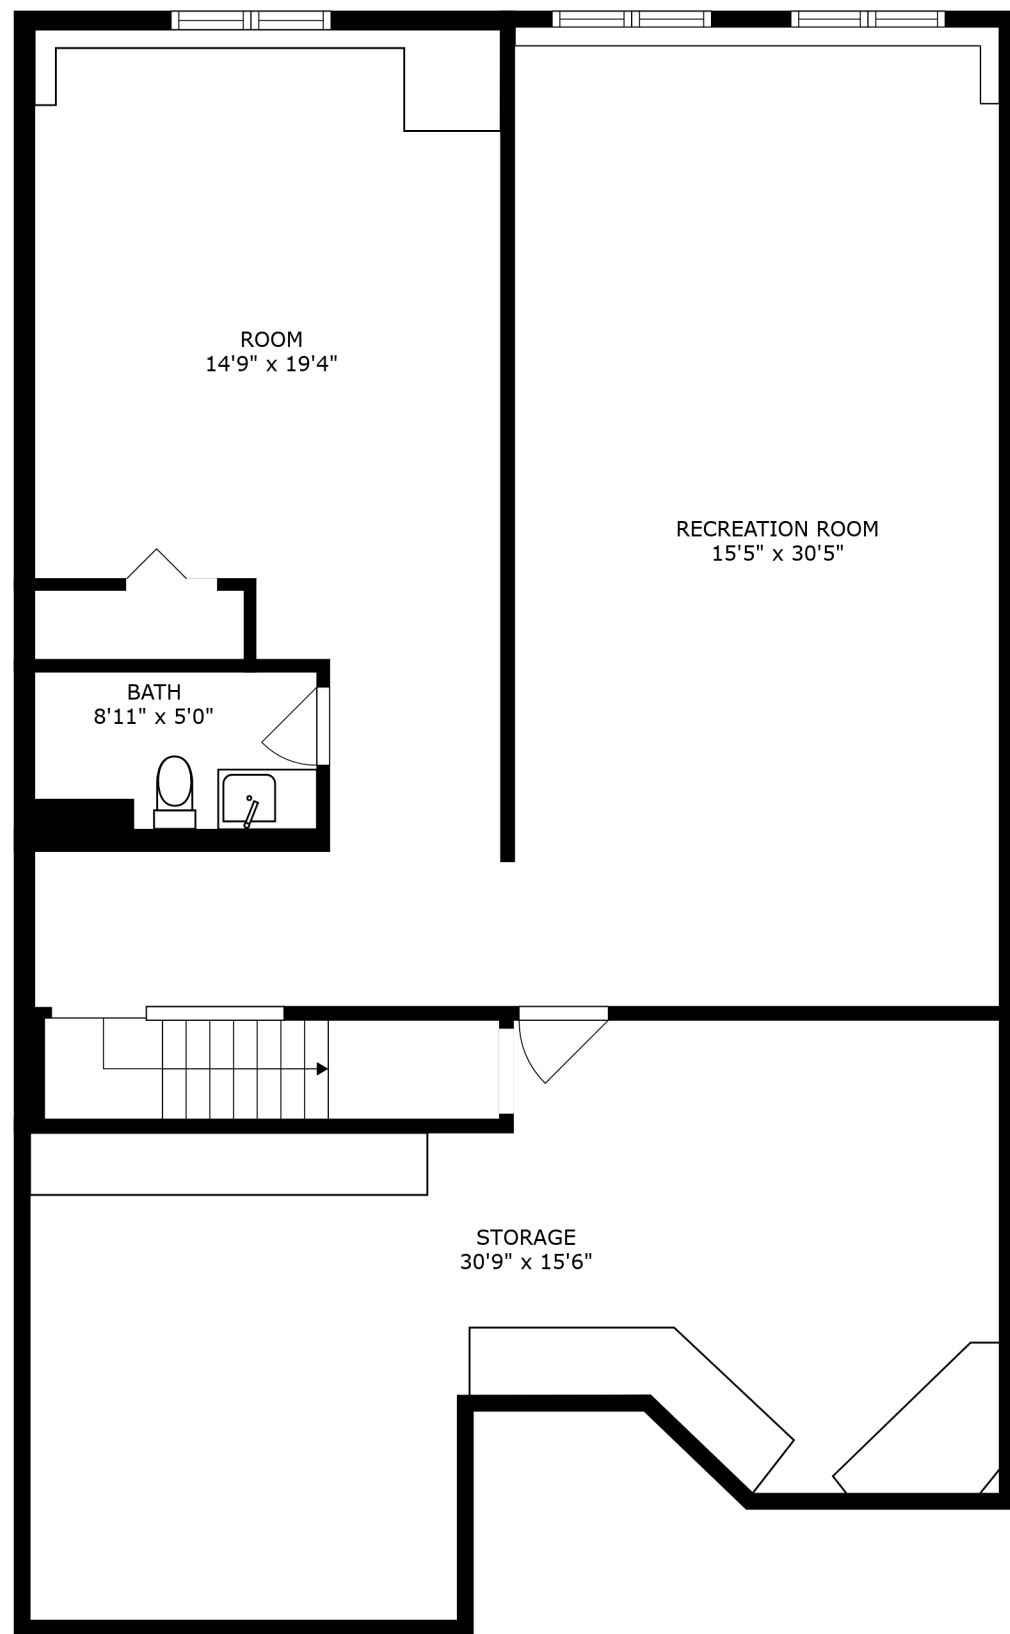 ROOM
14'9" x 19'4"
RECREATION ROOM
15'5" x 30'5"
BATH
8'11" x 5'0"
STORAGE
30'9" x 15'6"